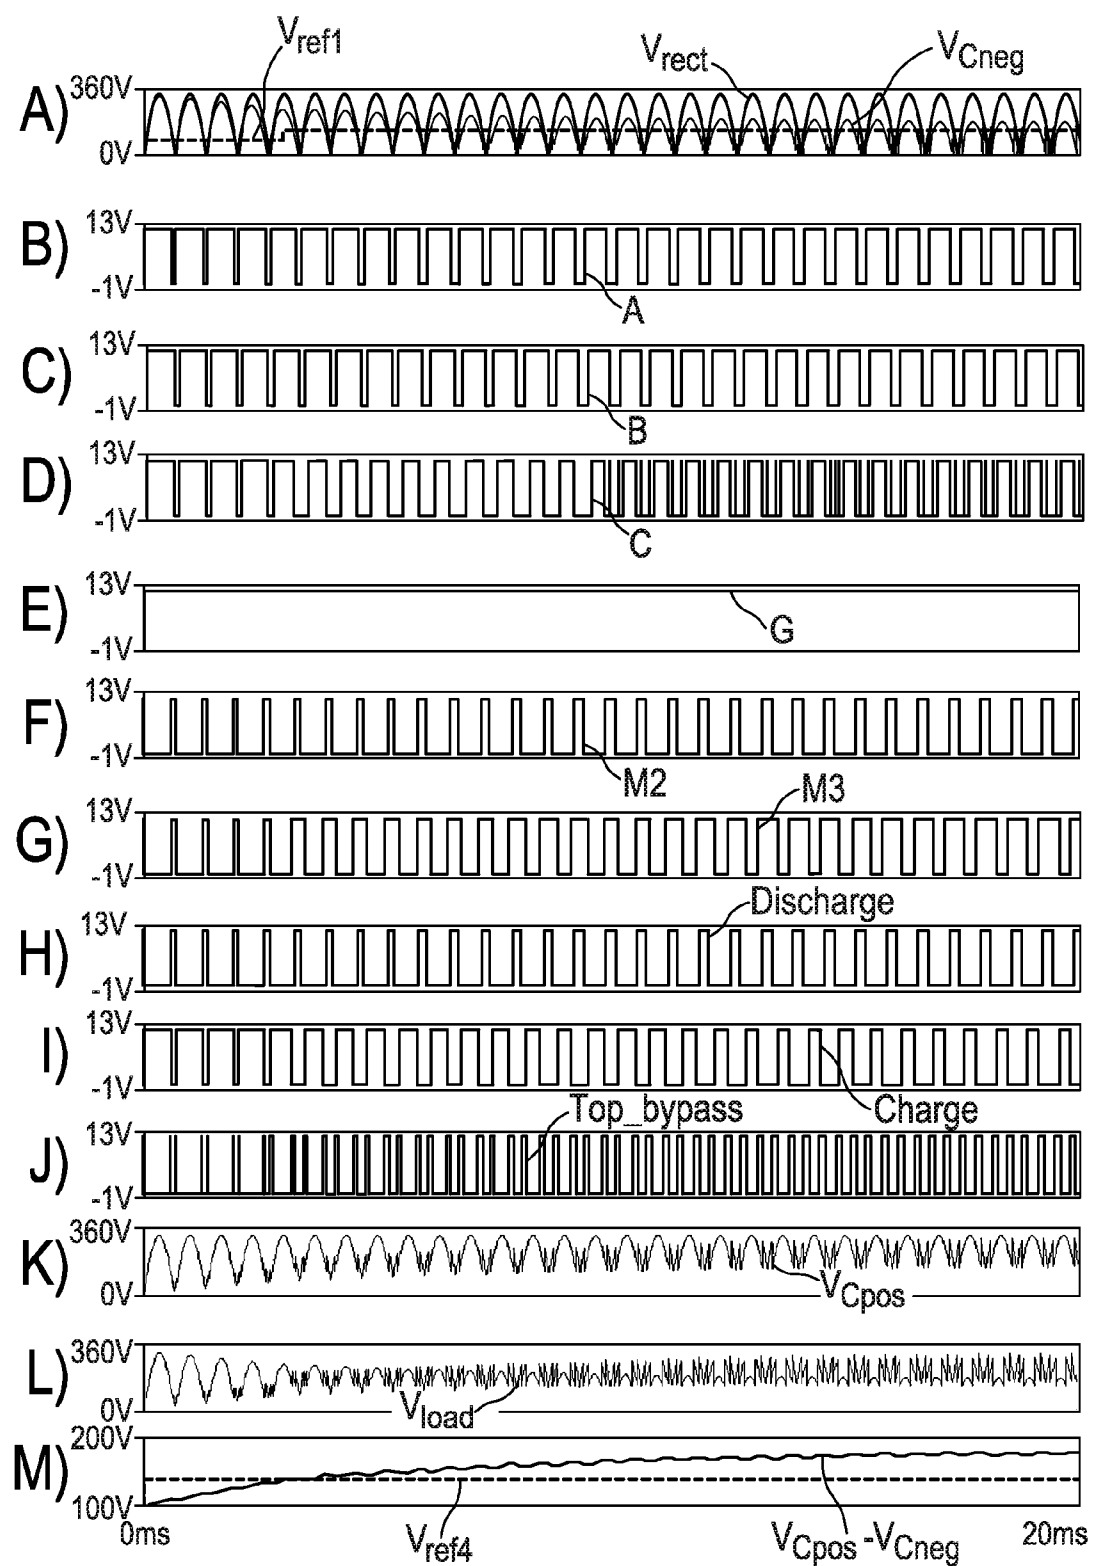 Vref1
Vrect
VCneg
A)
360V
0V
B)
13V
-1V
A
C)
13V
-1V
B
D)
13V
-1V
C
E)
13V
-1V
G
F)
13V
-1V
M2
M3
G)
13V
-1V
Discharge
H)
13V
-1V
I)
13V
-1V
Top_bypass
Charge
J)
13V
-1V
K)
360V
0V
VCpos
L)
360V
0V
Vload
M)
200V
100V
0ms
Vref4
VCpos -VCneg
20ms